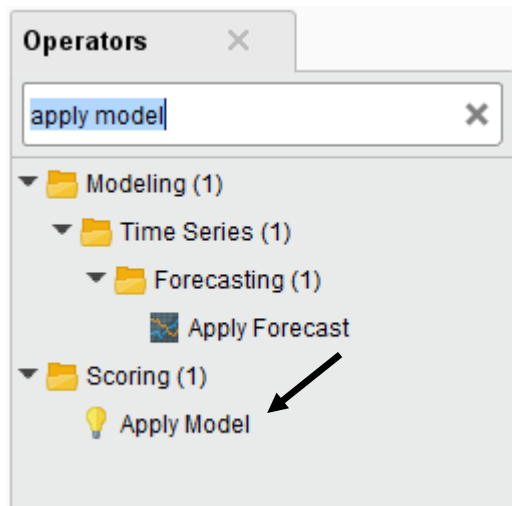 Operators
apply model
Modeling (1)
Time Series (1)
Forecasting (1)
Apply Forecast
Scoring (1)
Apply Model